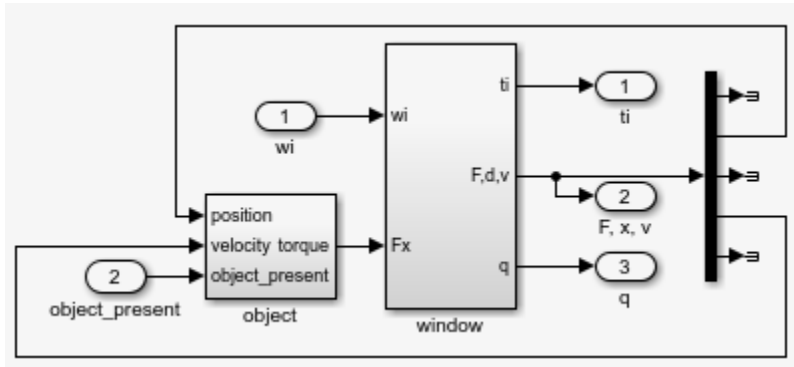 1
wi
2
object_present
position
velocity torque
object_present
object
wi
Fx
ti
F,d,v
q
window
1
ti
2
F, x, v
3
q